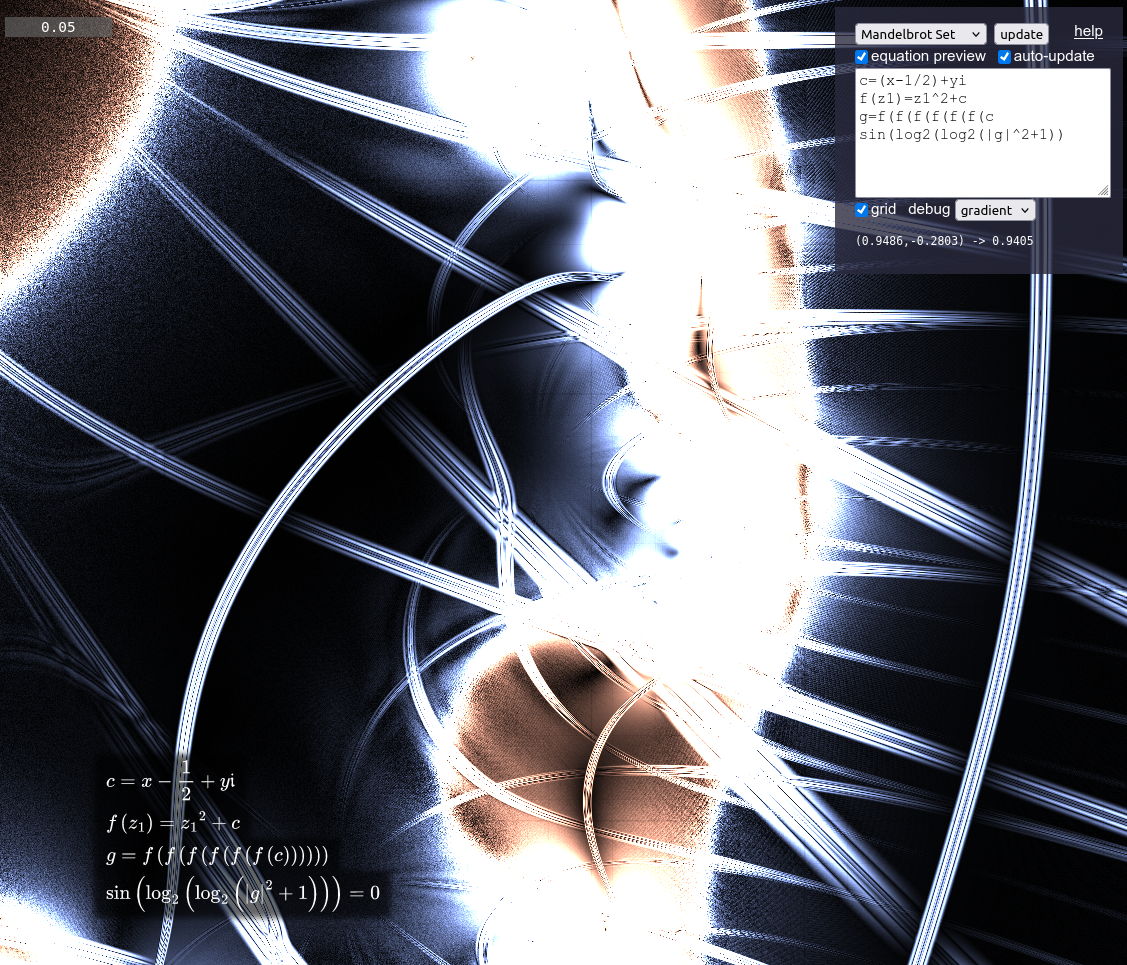 0.05
Mandelbrot Set update help
equation preview auto-update
c=(x-1/2)+yi
f(z1)=z1^2+c
g=f(f(f(f(f(f(c
sin(log2(log2(|g|^2+1))
grid debug gradient
(0.9486,-0.2803) -> 0.9405
c = x − 1/2 + yi
f (z₁) = z₁² + c
g = f (f (f (f (f (f (c))))))
sin (log₂ (log₂ (|g|² + 1))) = 0